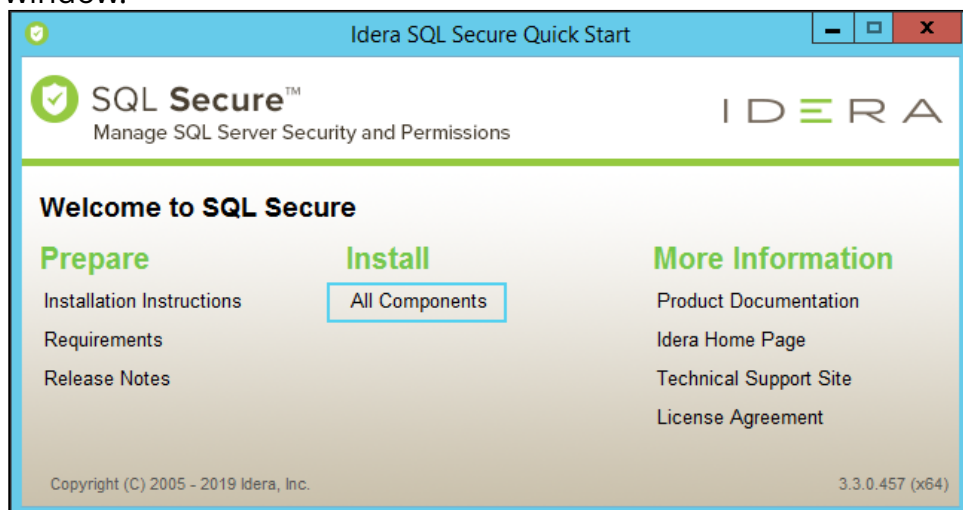 window.
Idera SQL Secure Quick Start
SQL Secure™
Manage SQL Server Security and Permissions
IDERA
Welcome to SQL Secure
Prepare
Install
More Information
Installation Instructions
All Components
Product Documentation
Requirements
Idera Home Page
Release Notes
Technical Support Site
License Agreement
Copyright (C) 2005 - 2019 Idera, Inc.
3.3.0.457 (x64)